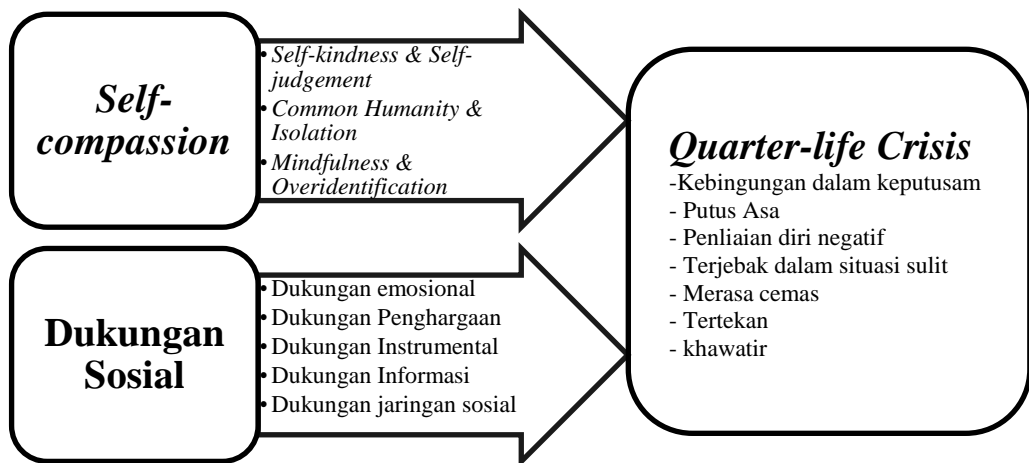 Self-
compassion
• Self-kindness & Self-
judgement
• Common Humanity &
Isolation
• Mindfulness &
Overidentification
Dukungan
Sosial
• Dukungan emosional
• Dukungan Penghargaan
• Dukungan Instrumental
• Dukungan Informasi
• Dukungan jaringan sosial
Quarter-life Crisis
-Kebingungan dalam keputusam
- Putus Asa
- Penliaian diri negatif
- Terjebak dalam situasi sulit
- Merasa cemas
- Tertekan
- khawatir